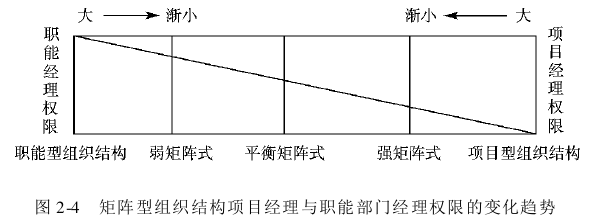 大 → 渐小 渐小 ← 大
职能经理权限
项目经理权限
职能型组织结构 弱矩阵式 平衡矩阵式 强矩阵式 项目型组织结构
图 2-4 矩阵型组织结构项目经理与职能部门经理权限的变化趋势